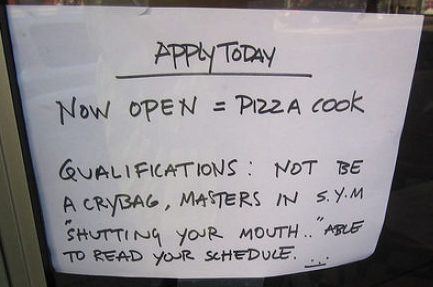 APPLY TODAY
NOW OPEN = PIZZA COOK
QUALIFICATIONS: NOT BE
A CRYBAG, MASTERS IN S.Y.M
"SHUTTING YOUR MOUTH.." ABLE
TO READ YOUR SCHEDULE.